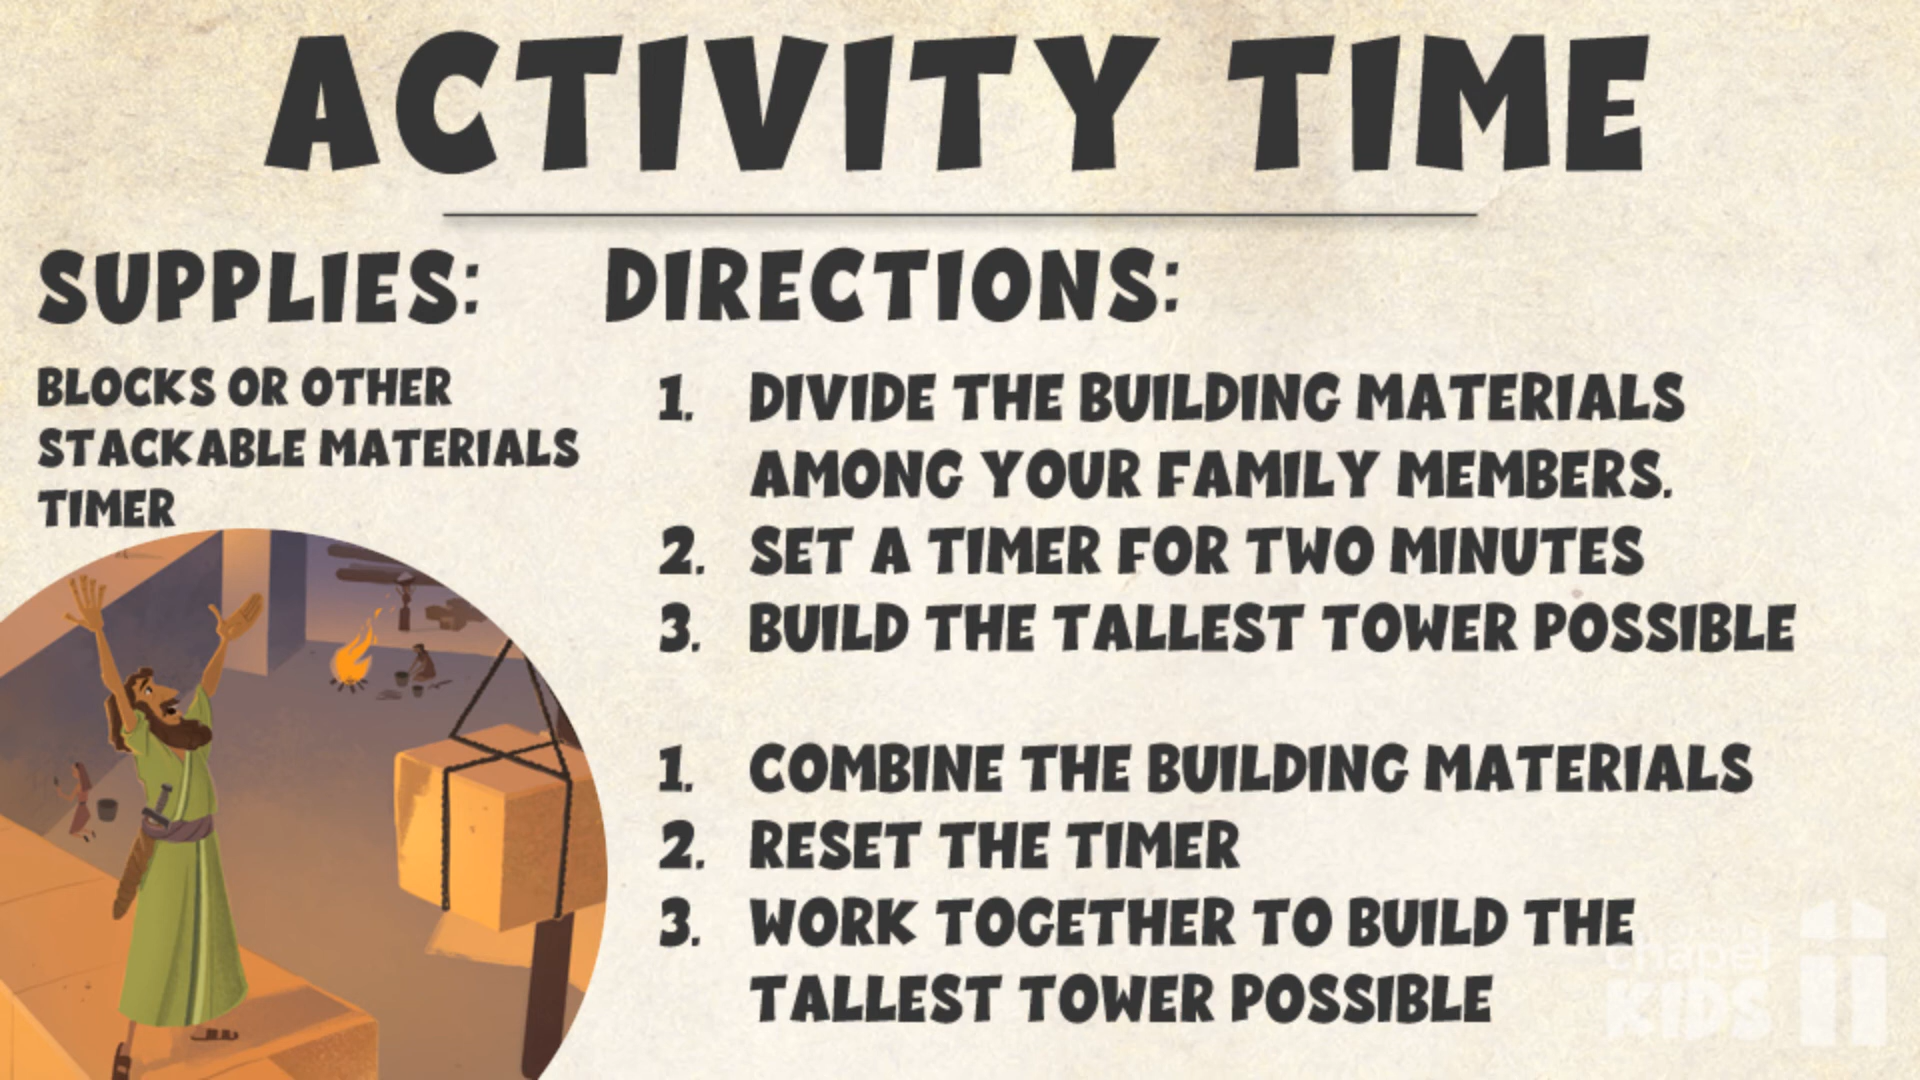 ACTIVITY TIME
SUPPLIES:
BLOCKS OR OTHER
STACKABLE MATERIALS
TIMER
DIRECTIONS:
1. DIVIDE THE BUILDING MATERIALS
AMONG YOUR FAMILY MEMBERS.
2. SET A TIMER FOR TWO MINUTES
3. BUILD THE TALLEST TOWER POSSIBLE
1. COMBINE THE BUILDING MATERIALS
2. RESET THE TIMER
3. WORK TOGETHER TO BUILD THE
TALLEST TOWER POSSIBLE
chapel
KIDS